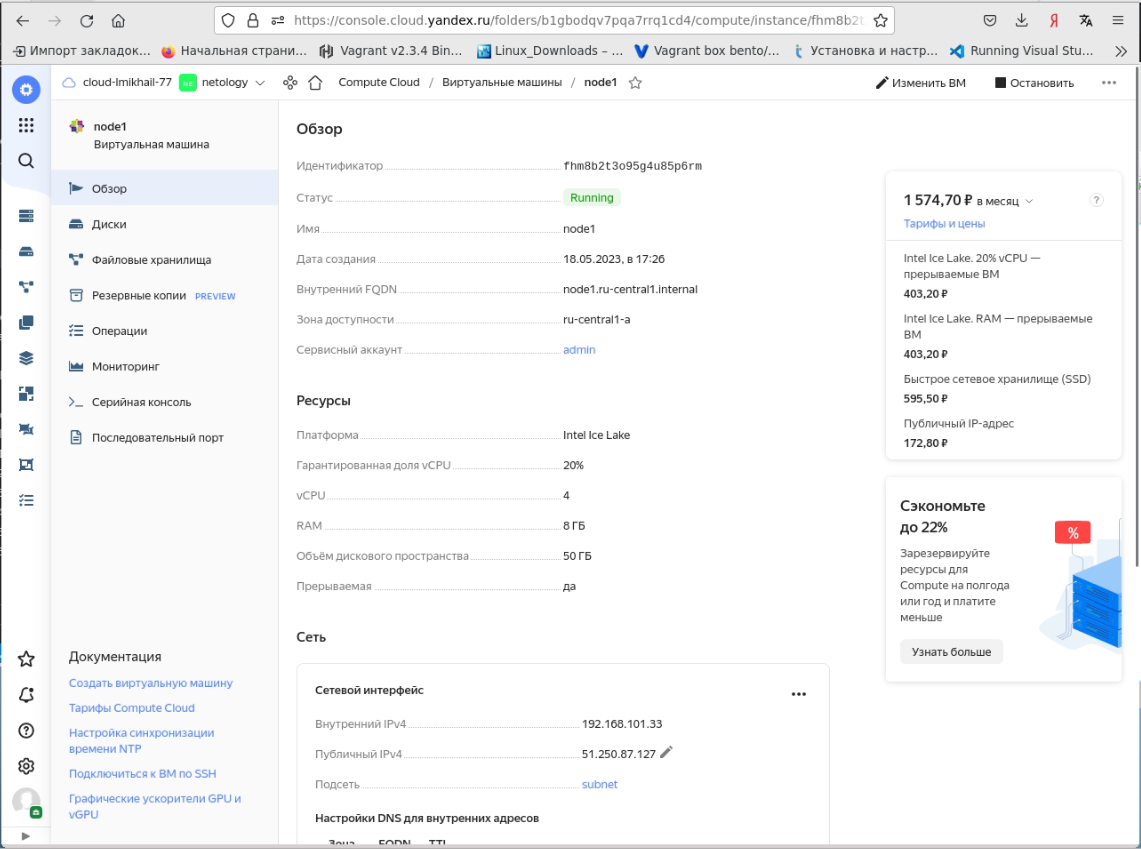 https://console.cloud.yandex.ru/folders/b1gbodqv7pqa7rrq1cd4/compute/instance/fhm8b2t
Импорт закладок...
Начальная страни...
Vagrant v2.3.4 Bin...
Linux_Downloads – ...
Vagrant box bento/...
Установка и настр...
Running Visual Stu...
cloud-lmikhail-77 netology
Compute Cloud / Виртуальные машины / node1
Изменить ВМ
Остановить
node1
Виртуальная машина
Обзор
Диски
Файловые хранилища
Резервные копии PREVIEW
Операции
Мониторинг
Серийная консоль
Последовательный порт
Документация
Создать виртуальную машину
Тарифы Compute Cloud
Настройка синхронизации
времени NTP
Подключиться к ВМ по SSH
Графические ускорители GPU и
vGPU
Обзор
Идентификатор fhm8b2t3o95g4u85p6rm
Статус Running
Имя node1
Дата создания 18.05.2023, в 17:26
Внутренний FQDN node1.ru-central1.internal
Зона доступности ru-central1-a
Сервисный аккаунт admin
Ресурсы
Платформа Intel Ice Lake
Гарантированная доля vCPU 20%
vCPU 4
RAM 8 ГБ
Объём дискового пространства 50 ГБ
Прерываемая да
Сеть
Сетевой интерфейс
Внутренний IPv4 192.168.101.33
Публичный IPv4 51.250.87.127
Подсеть subnet
Настройки DNS для внутренних адресов
Зона FQDN TTL
1 574,70 ₽ в месяц
?
Тарифы и цены
Intel Ice Lake. 20% vCPU —
прерываемые ВМ
403,20 ₽
Intel Ice Lake. RAM — прерываемые
ВМ
403,20 ₽
Быстрое сетевое хранилище (SSD)
595,50 ₽
Публичный IP-адрес
172,80 ₽
Сэкономьте
до 22%
%
Зарезервируйте
ресурсы для
Compute на полгода
или год и платите
меньше
Узнать больше